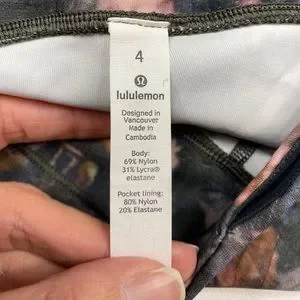 4
lululemon
Designed in
Vancouver
Made in
Cambodia
Body:
69% Nylon
31% Lycra®
elastane
Pocket lining:
80% Nylon
20% Elastane